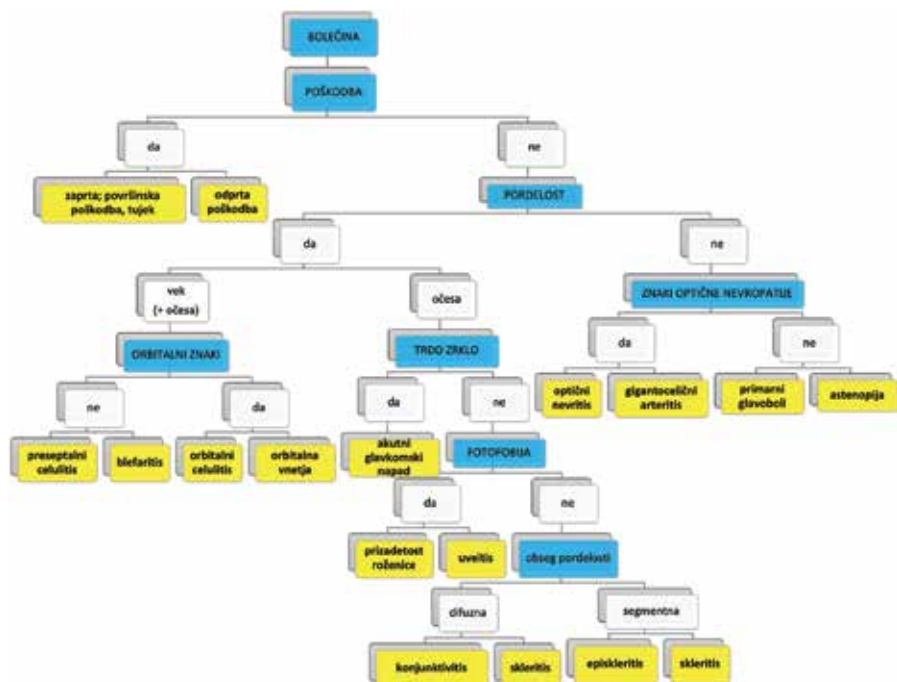 BOLEČINA
POŠKODBA
da
ne
zaprta; površinska
poškodba, tujek
odprta
poškodba
PORDELOST
da
ne
vek
(+ očesa)
očesa
ZNAKI OPTIČNE NEVROPATIJE
ORBITALNI ZNAKI
TRDO ZRKLO
da
ne
ne
da
da
ne
optični
nevritis
gigantocelični
arteritis
primarni
glavoboli
astenopija
preseptalni
celulitis
blefaritis
orbitalni
celulitis
orbitalna
vnetja
akutni
glavkomski
napad
FOTOFOBIJA
da
ne
prizadetost
roženice
uveitis
obseg pordelosti
difuzna
segmentna
konjunktivitis
skleritis
episkleritis
skleritis